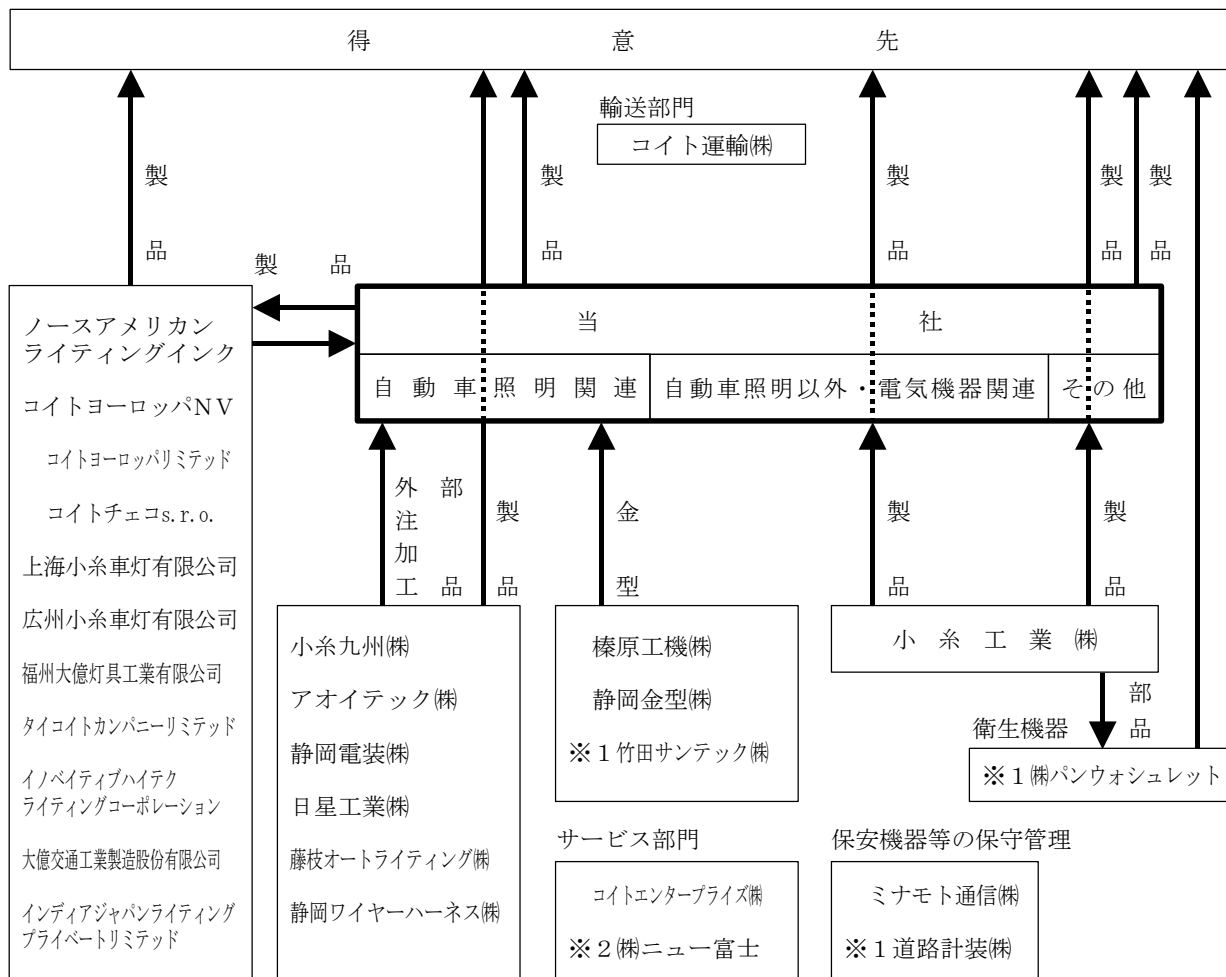 得意先
輸送部門
コイト運輸㈱
製品
製品
製品
製品
製品
製品
ノースアメリカン
ライティングインク
コイトヨーロッパNV
コイトヨーロッパリミテッド
コイトチェコs.r.o.
上海小糸車灯有限公司
広州小糸車灯有限公司
福州大億灯具工業有限公司
タイコイトカンパニーリミテッド
イノベイティブハイテク
ライティングコーポレーション
大億交通工業製造股份有限公司
インディアジャパンライティング
プライベートリミテッド
当社
自動車照明関連
自動車照明以外・電気機器関連
その他
外注加工
部品
製品
金型
製品
製品
小糸九州㈱
アオイテック㈱
静岡電装㈱
日星工業㈱
藤枝オートライティング㈱
静岡ワイヤーハーネス㈱
榛原工機㈱
静岡金型㈱
※1竹田サンテック㈱
小糸工業㈱
部品
衛生機器
※1㈱パンウォシュレット
サービス部門
コイトエンタープライズ㈱
※2㈱ニュー富士
保安機器等の保守管理
ミナモト通信㈱
※1道路計装㈱